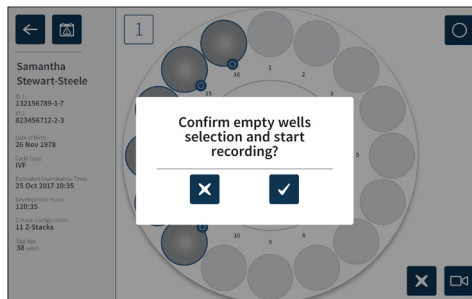 Samantha
Stewart-Steele
ID 1:
132156789-1-7
ID 2:
823456712-2-3
Date of Birth:
26 Nov 1978
Cycle Type:
IVF
Estimated Insemination Time:
25 Oct 2017 10:35
Development Hours:
120:35
Z-Stack Configuration:
11 Z-Stacks
Egg age:
38 years
1
16
1
2
15
3
5
10
9
8
Confirm empty wells
selection and start
recording?